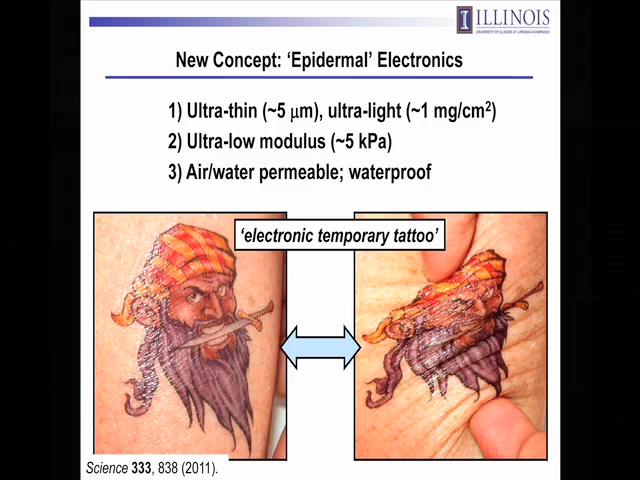 ILLINOIS
UNIVERSITY OF ILLINOIS AT URBANA-CHAMPAIGN
New Concept: ‘Epidermal’ Electronics
1) Ultra-thin (~5 μm), ultra-light (~1 mg/cm²)
2) Ultra-low modulus (~5 kPa)
3) Air/water permeable; waterproof
‘electronic temporary tattoo’
Science 333, 838 (2011).